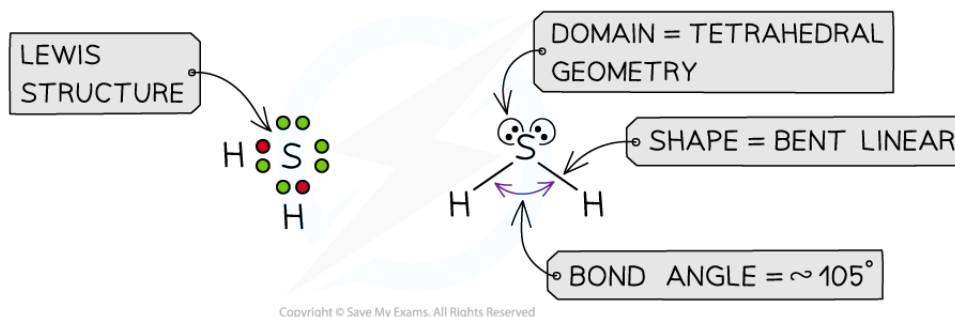 LEWIS
STRUCTURE
H S
H
DOMAIN = TETRAHEDRAL
GEOMETRY
S
H H
SHAPE = BENT LINEAR
BOND ANGLE = ~105°
Copyright © Save My Exams. All Rights Reserved